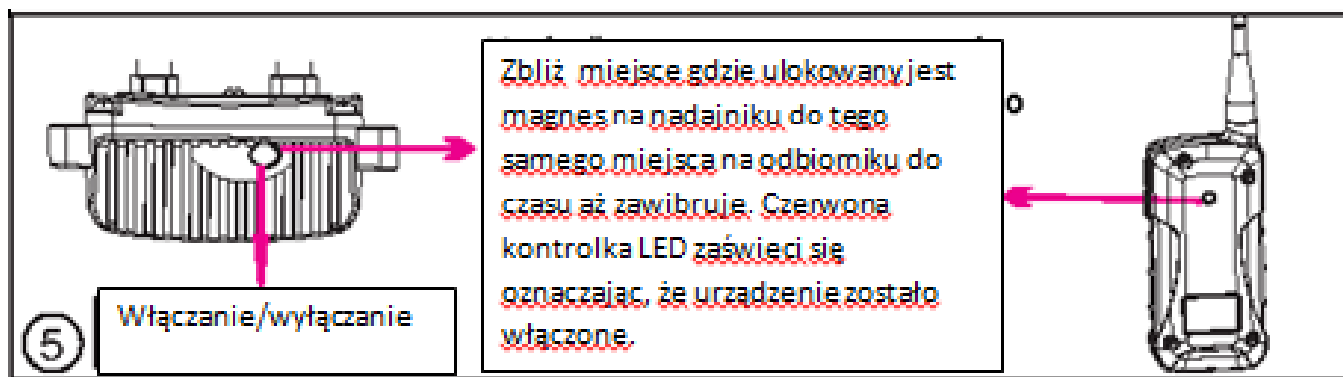 Zbliż miejsce gdzie ulokowany jest
magnes na nadajniku do tego
samego miejsca na odbiorniku do
czasu aż zawibruje. Czerwona
kontrolka LED zaświeci się
oznaczając, że urządzenie zostało
włączone.
o
Włączanie/wyłączanie
5